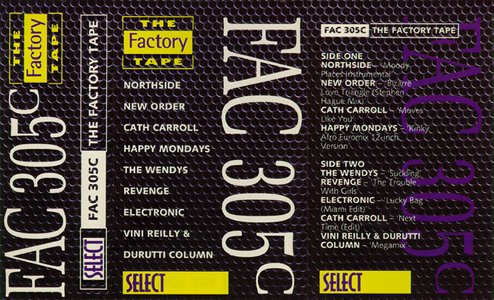 THE
Factory
TAPE
FAC 305C
FAC 305C THE FACTORY TAPE
SELECT
THE
Factory
TAPE
NORTHSIDE
NEW ORDER
CATH CARROLL
HAPPY MONDAYS
THE WENDYS
REVENGE
ELECTRONIC
VINI REILLY &
DURUTTI COLUMN
SELECT
FAC 305C
FAC 305C THE FACTORY TAPE
SIDE ONE
NORTHSIDE – 'Moody
Places Instrumental'
NEW ORDER – 'Bizarre
Love Triangle (Stephen
Hague Mix)'
CATH CARROLL – 'Moves
Like You'
HAPPY MONDAYS – 'Kinky
Afro Euromix 12-inch
Version'
SIDE TWO
THE WENDYS – 'Suckling'
REVENGE – 'The Trouble
With Girls'
ELECTRONIC – 'Lucky Bag
(Miami Edit)'
CATH CARROLL – 'Next
Time (Edit)'
VINI REILLY & DURUTTI
COLUMN – 'Megamix'
SELECT
FAC 305C